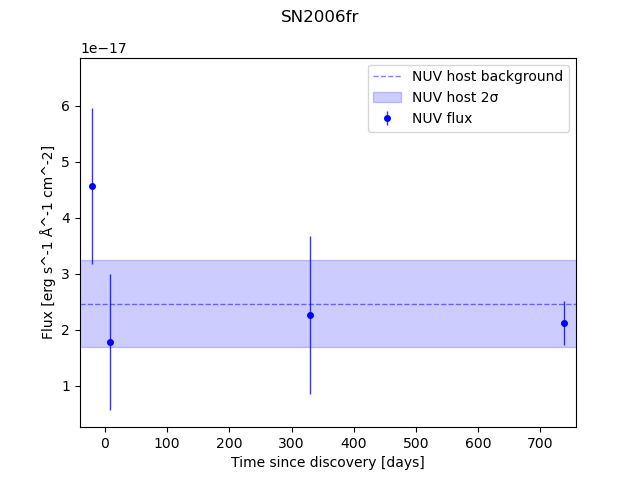 SN2006fr
1e−17
NUV host background
NUV host 2σ
NUV flux
6
5
4
3
2
1
Flux [erg s^-1 Å^-1 cm^-2]
0 100 200 300 400 500 600 700
Time since discovery [days]